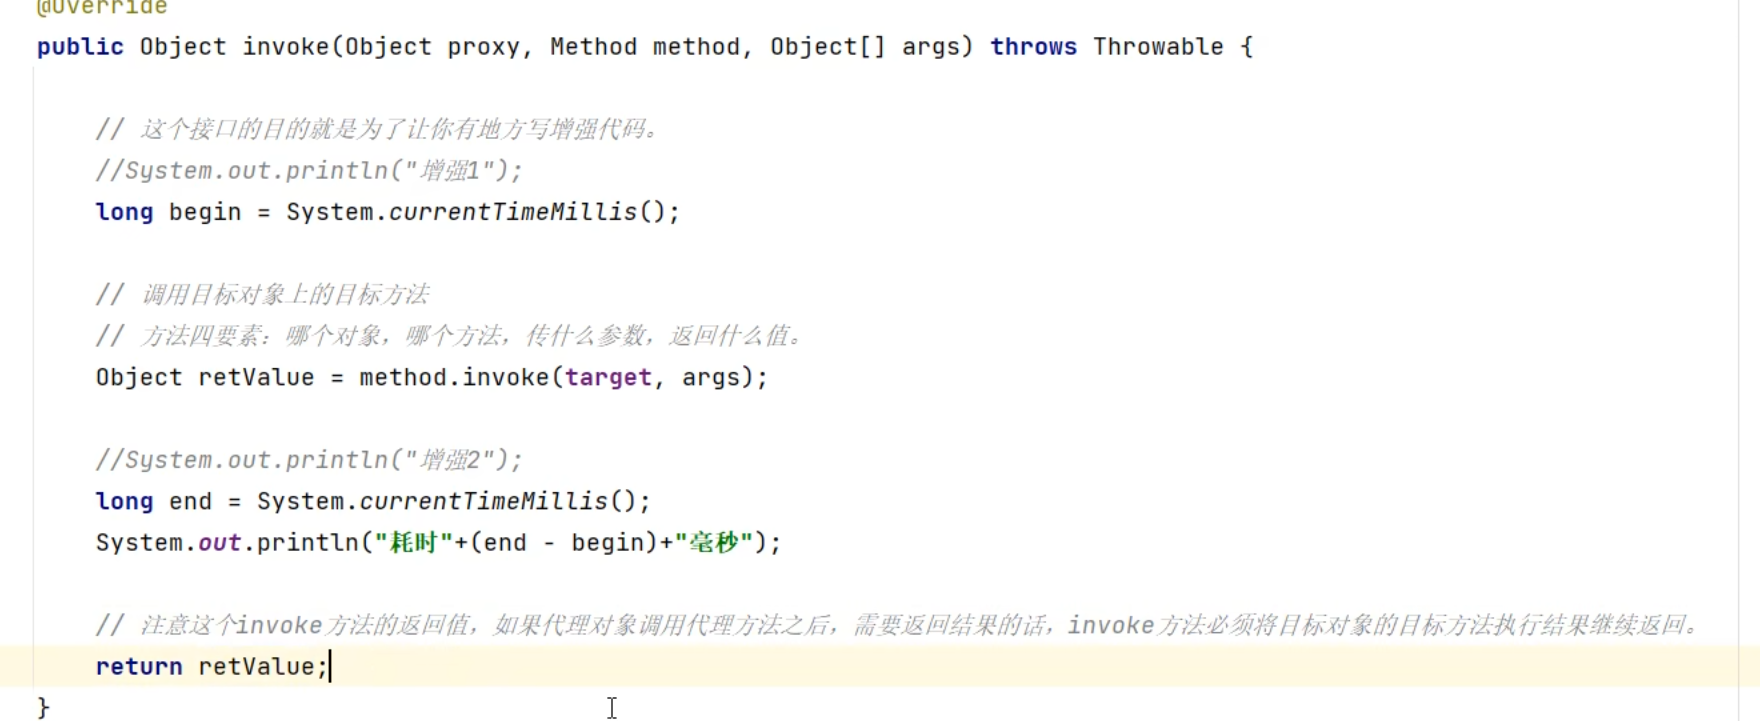 @Override
public Object invoke(Object proxy, Method method, Object[] args) throws Throwable {
// 这个接口的目的就是为了让你有地方写增强代码。
//System.out.println("增强1");
long begin = System.currentTimeMillis();
// 调用目标对象上的目标方法
// 方法四要素：哪个对象，哪个方法，传什么参数，返回什么值。
Object retValue = method.invoke(target, args);
//System.out.println("增强2");
long end = System.currentTimeMillis();
System.out.println("耗时"+(end - begin)+"毫秒");
// 注意这个invoke方法的返回值，如果代理对象调用代理方法之后，需要返回结果的话，invoke方法必须将目标对象的目标方法执行结果继续返回。
return retValue;
}